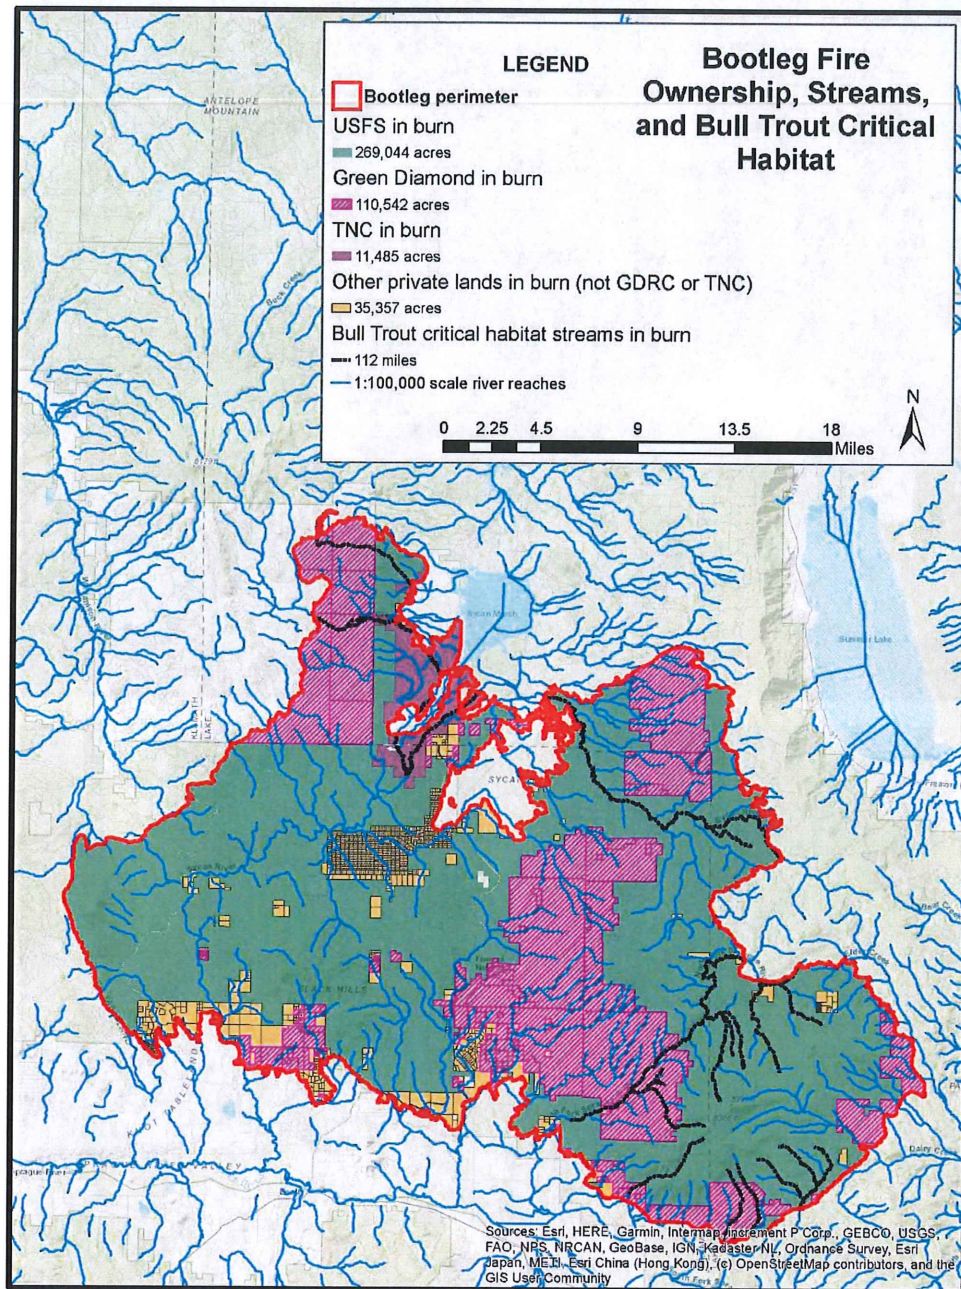 Bootleg Fire
Ownership, Streams,
and Bull Trout Critical
Habitat
LEGEND
Bootleg perimeter
USFS in burn
269,044 acres
Green Diamond in burn
110,542 acres
TNC in burn
11,485 acres
Other private lands in burn (not GDRC or TNC)
35,357 acres
Bull Trout critical habitat streams in burn
112 miles
1:100,000 scale river reaches
N
0 2.25 4.5 9 13.5 18
Miles
ANTELOPE
MOUNTAIN
Buck Creek
Summer Lake
KLAMATH
LAKE
Dairy
Sources: Esri, HERE, Garmin, Intermap, increment P Corp., GEBCO, USGS,
FAO, NPS, NRCAN, GeoBase, IGN, Kadaster NL, Ordnance Survey, Esri
Japan, METI, Esri China (Hong Kong), (c) OpenStreetMap contributors, and the
GIS User Community